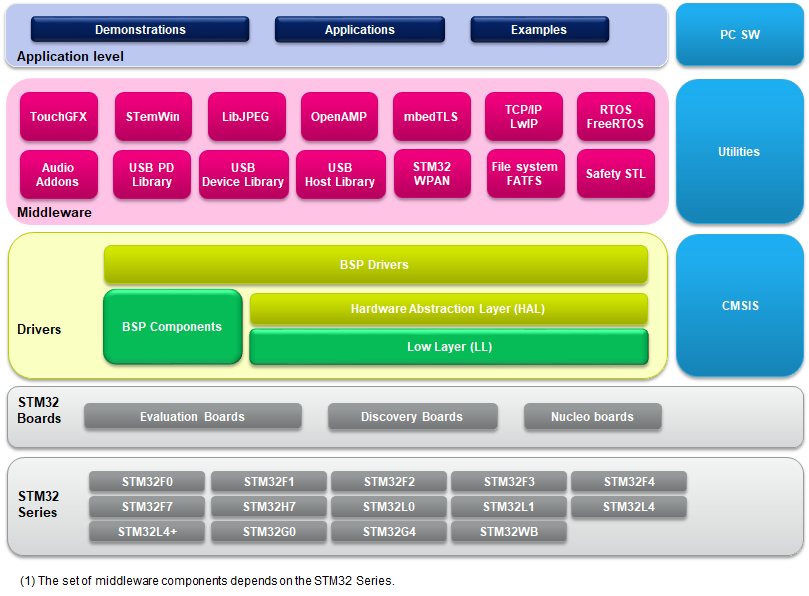 Demonstrations
Applications
Examples
PC SW
Application level
TouchGFX
STemWin
LibJPEG
OpenAMP
mbedTLS
TCP/IP
LwIP
RTOS
FreeRTOS
Utilities
Audio
Addons
USB PD
Library
USB
Device Library
USB
Host Library
STM32
WPAN
File system
FATFS
Safety STL
Middleware
BSP Drivers
Drivers
BSP Components
Hardware Abstraction Layer (HAL)
Low Layer (LL)
CMSIS
STM32
Boards
Evaluation Boards
Discovery Boards
Nucleo boards
STM32
Series
STM32F0
STM32F1
STM32F2
STM32F3
STM32F4
STM32F7
STM32H7
STM32L0
STM32L1
STM32L4
STM32L4+
STM32G0
STM32G4
STM32WB
(1) The set of middleware components depends on the STM32 Series.